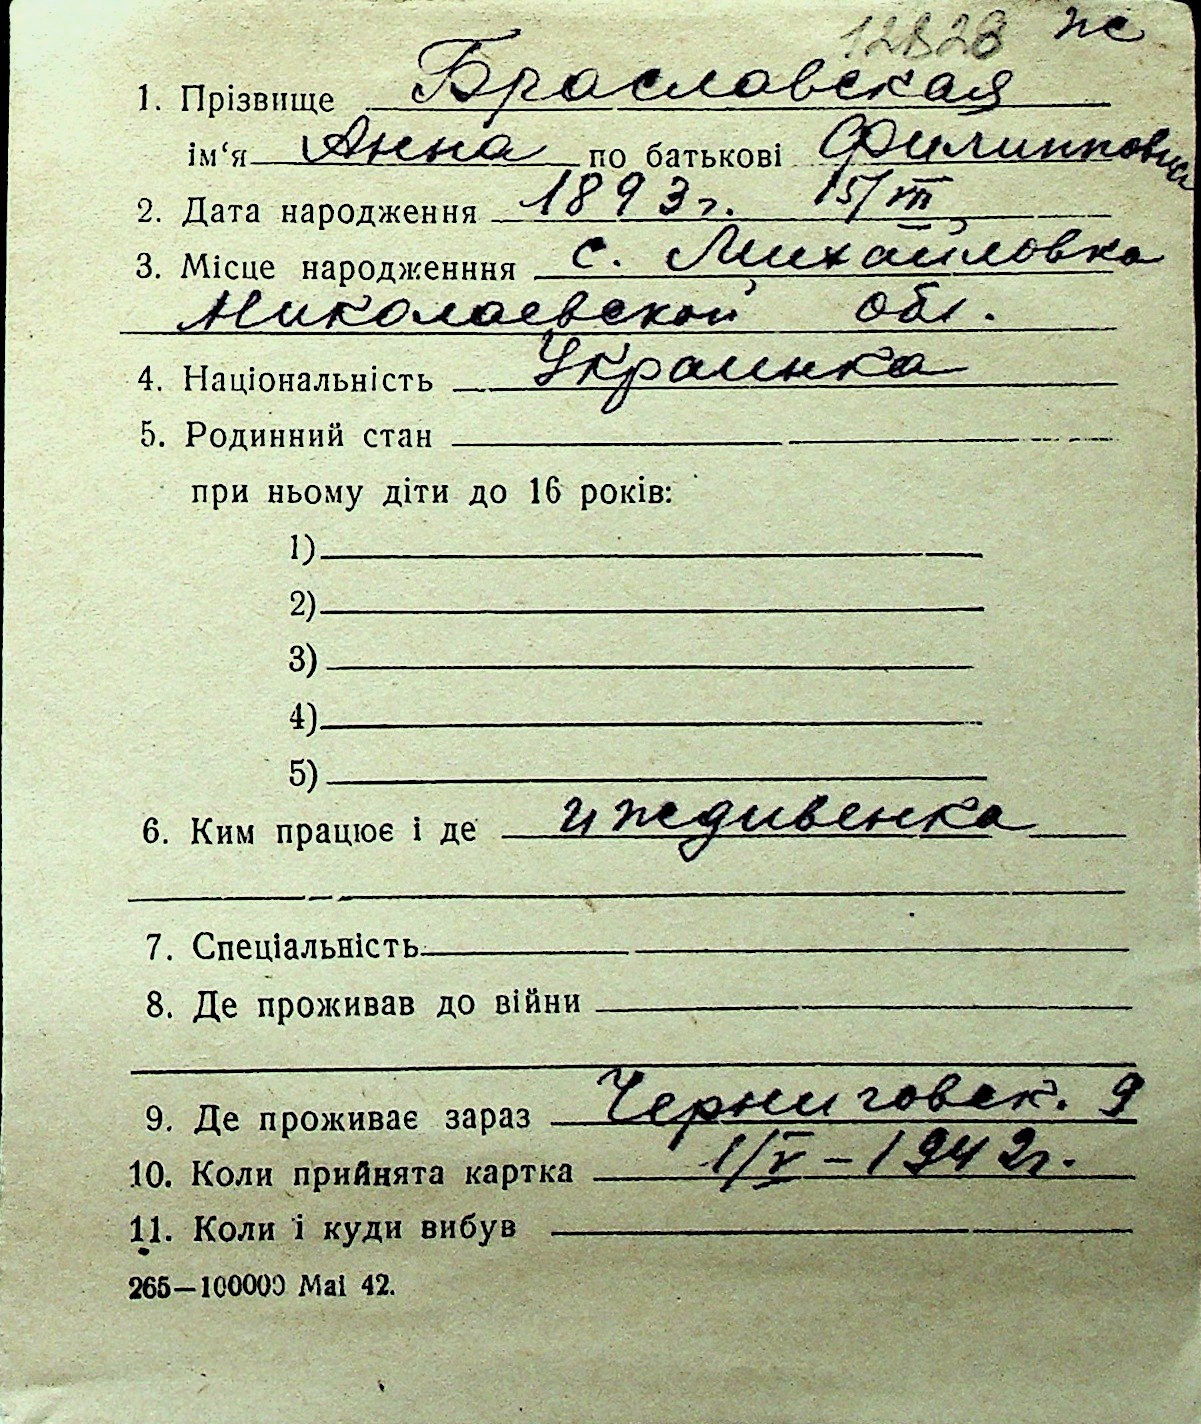 12828 ж
1. Прізвище Брасловская
ім‘я Анна по батькові Филипповна
2. Дата народження 1893 г. 15/III
3. Місце народженння с. Михайловка
Николаевской обл.
4. Національність Украинка
5. Родинний стан
при ньому діти до 16 років:
1)
2)
3)
4)
5)
6. Ким працює і де иждивенка
7. Спеціальність
8. Де проживав до війни
9. Де проживає зараз Черниговск. 9
10. Коли прийнята картка 1/V – 1942 г.
11. Коли і куди вибув
265—100000 Mai 42.